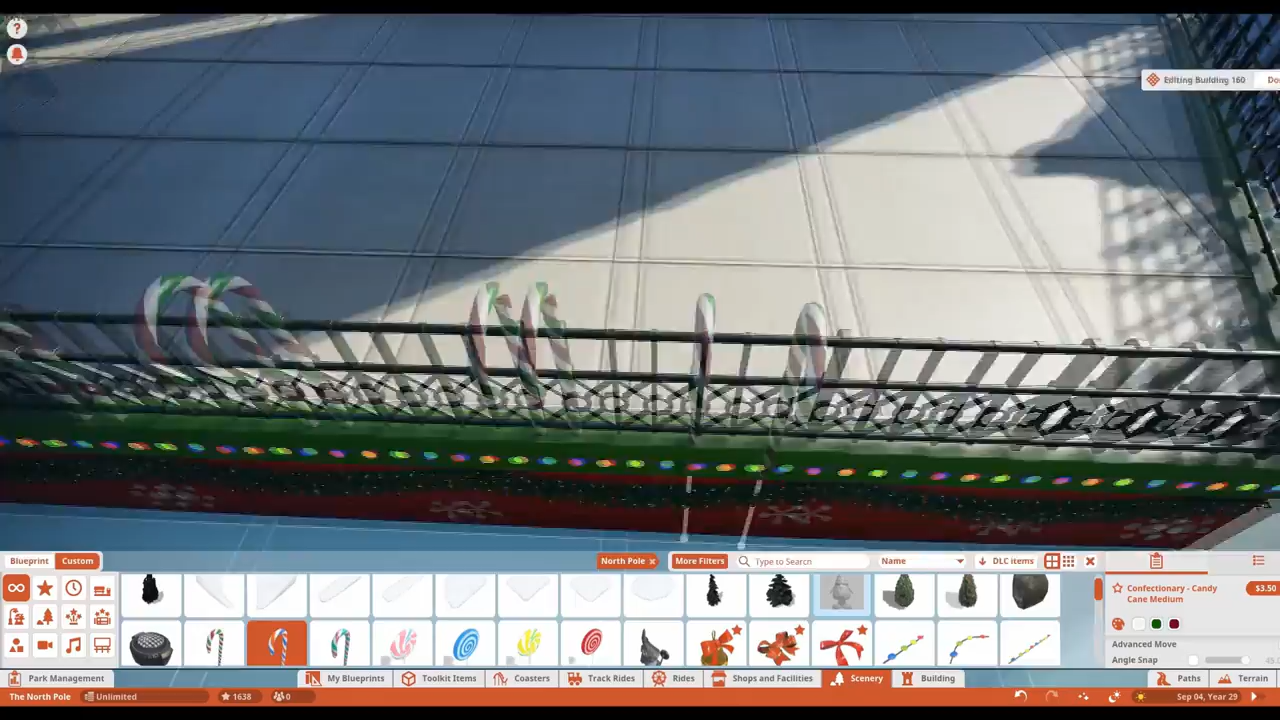 ?
Editing Building 160
Do
Blueprint
Custom
North Pole x
More Filters
Type to Search
Name
DLC items
Confectionary - Candy
Cane Medium
$3.50
Advanced Move
Angle Snap
Park Management
My Blueprints
Toolkit Items
Coasters
Track Rides
Rides
Shops and Facilities
Scenery
Building
Paths
Terrain
The North Pole
Unlimited
1638
0
Sep 04, Year 29